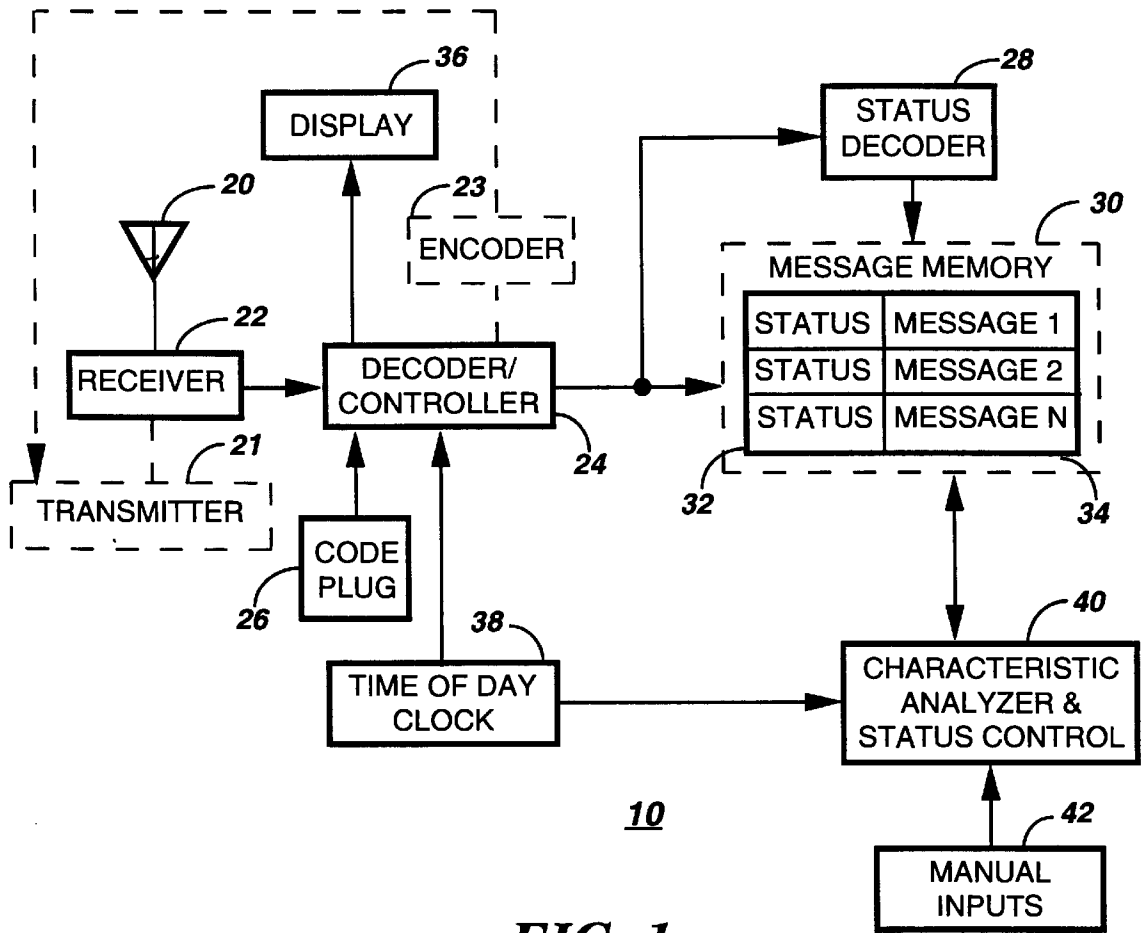 36
DISPLAY
28
STATUS
DECODER
20
23
ENCODER
30
MESSAGE MEMORY
STATUS MESSAGE 1
STATUS MESSAGE 2
STATUS MESSAGE N
32
34
22
RECEIVER
DECODER/
CONTROLLER
24
21
TRANSMITTER
CODE
PLUG
26
38
TIME OF DAY
CLOCK
40
CHARACTERISTIC
ANALYZER &
STATUS CONTROL
10
42
MANUAL
INPUTS
FIG. 1